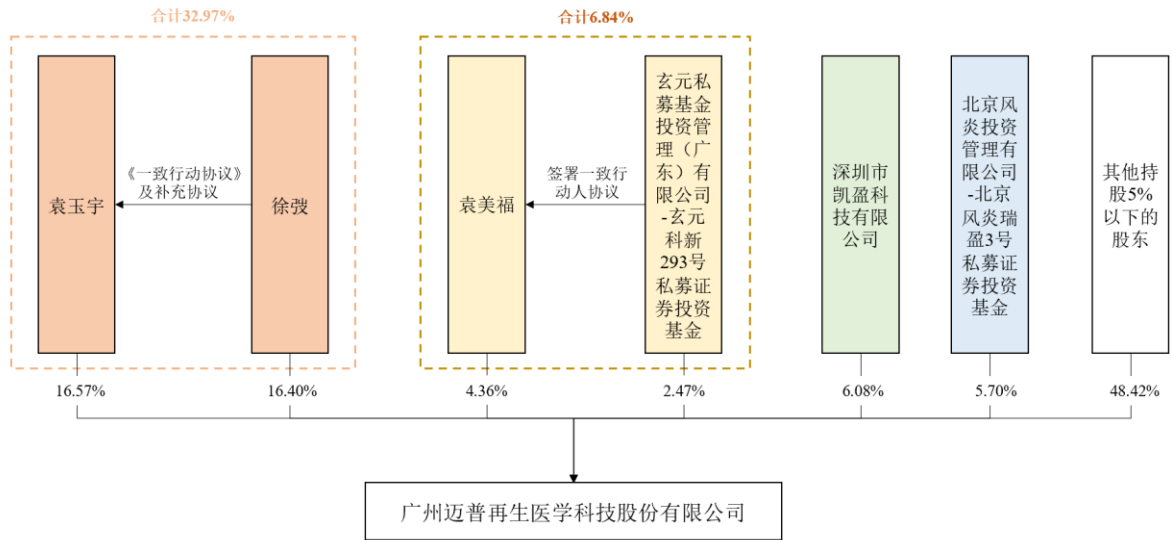 合计32.97%
合计6.84%
袁玉宇
《一致行动协议》
及补充协议
徐弢
袁美福
签署一致行
动人协议
玄元私
募基金
投资管
理（广
东）有
限公司
-玄元
科新
293号
私募证
券投资
基金
深圳市
凯盈科
技有限
公司
北京风
炎投资
管理有
限公司
-北京
风炎瑞
盈3号
私募证
券投资
基金
其他持
股5%
以下的
股东
16.57%
16.40%
4.36%
2.47%
6.08%
5.70%
48.42%
广州迈普再生医学科技股份有限公司